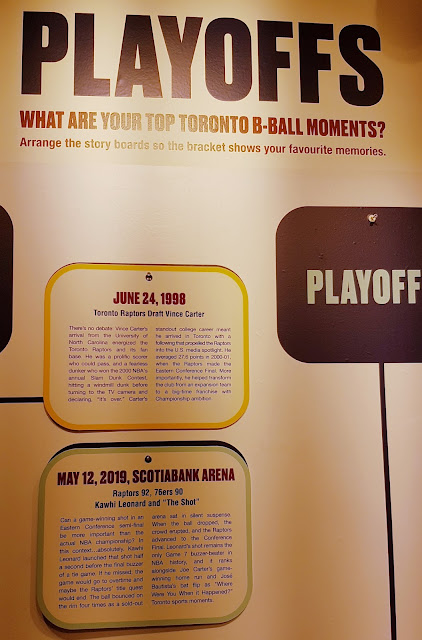 PLAYOFFS
WHAT ARE YOUR TOP TORONTO B-BALL MOMENTS?
Arrange the story boards so the bracket shows your favourite memories.
PLAYOFF
JUNE 24, 1998
Toronto Raptors Draft Vince Carter
There's no debate: Vince Carter's
arrival from the University of
North Carolina energized the
Toronto Raptors and its fan
base. He was a prolific scorer
who could pass, and a fearless
dunker who won the 2000 NBA's
annual Slam Dunk Contest,
hitting a windmill dunk before
turning to the TV camera and
declaring, "It's over." Carter's
standout college career meant
he arrived in Toronto with a
following that propelled the Raptors
into the U.S. media spotlight. He
averaged 27.6 points in 2000-01,
when the Raptors made the
Eastern Conference Final. More
importantly, he helped transform
the club from an expansion team
to a big-time franchise with
Championship ambition.
MAY 12, 2019, SCOTIABANK ARENA
Raptors 92, 76ers 90
Kawhi Leonard and "The Shot"
Can a game-winning shot in an
Eastern Conference semi-final
be more important than the
actual NBA championship? In
this context...absolutely. Kawhi
Leonard launched that shot half
a second before the final buzzer
of a tie game. If he missed, the
game would go to overtime and
maybe the Raptors' title quest
would end. The ball bounced on
the rim four times as a sold-out
arena sat in silent suspense.
When the ball dropped, the
crowd erupted, and the Raptors
advanced to the Conference
Final. Leonard's shot remains the
only Game 7 buzzer-beater in
NBA history, and it ranks
alongside Joe Carter's game-
winning home run and José
Bautista's bat flip as "Where
Were You When it Happened?"
Toronto sports moments.